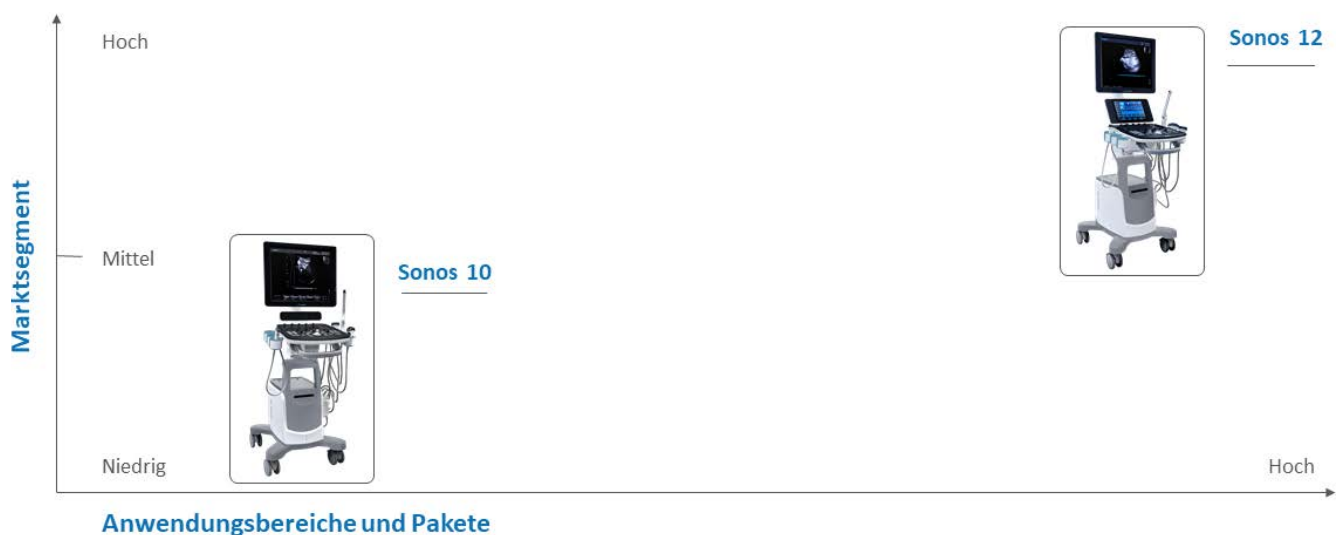 Hoch
Sonos 12
Marktsegment
Mittel
Sonos 10
Niedrig
Hoch
Anwendungsbereiche und Pakete